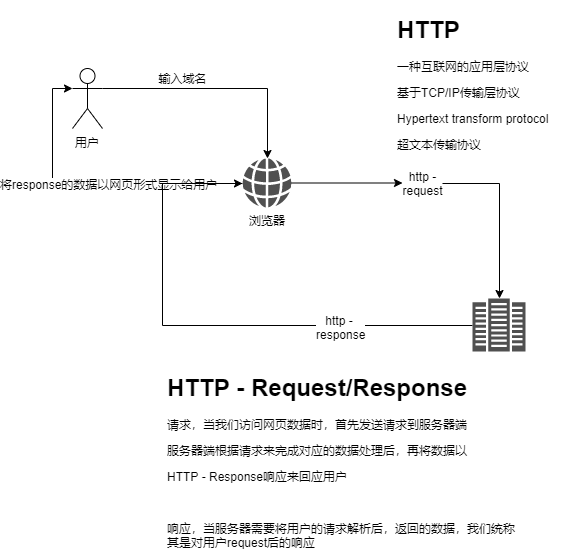 HTTP
一种互联网的应用层协议
基于TCP/IP传输层协议
Hypertext transform protocol
超文本传输协议
输入域名
用户
将response的数据以网页形式显示给用户
浏览器
http -
request
http -
response
HTTP - Request/Response
请求，当我们访问网页数据时，首先发送请求到服务器端
服务器端根据请求来完成对应的数据处理后，再将数据以
HTTP - Response响应来回应用户
响应，当服务器需要将用户的请求解析后，返回的数据，我们统称
其是对用户request后的响应